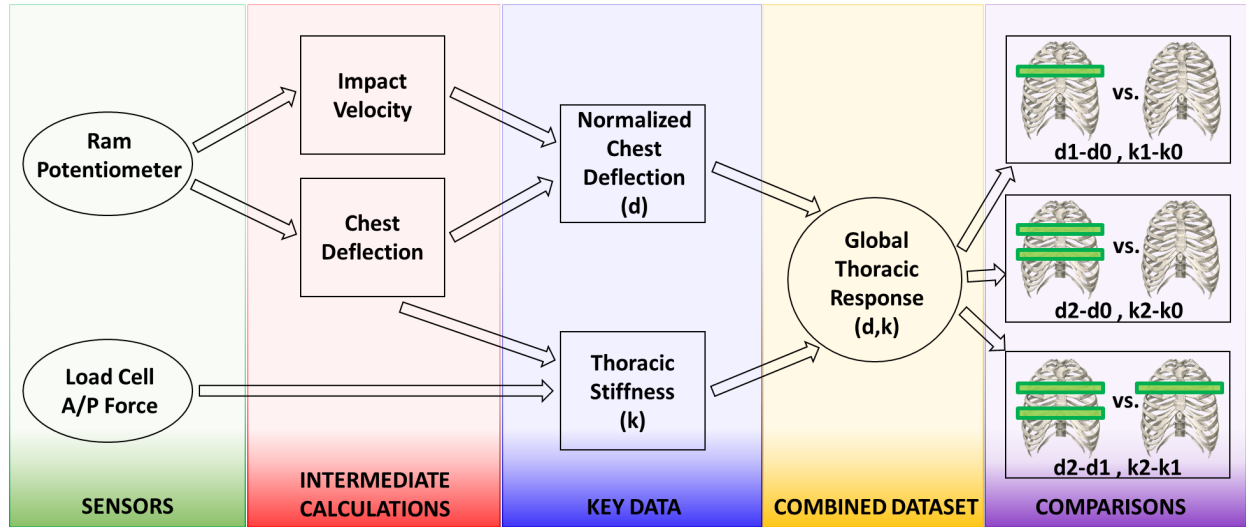 Ram
Potentiometer
Load Cell
A/P Force
SENSORS
Impact
Velocity
Chest
Deflection
INTERMEDIATE
CALCULATIONS
Normalized
Chest
Deflection
(d)
Thoracic
Stiffness
(k)
KEY DATA
Global
Thoracic
Response
(d,k)
COMBINED DATASET
vs.
d1-d0 , k1-k0
vs.
d2-d0 , k2-k0
vs.
d2-d1 , k2-k1
COMPARISONS